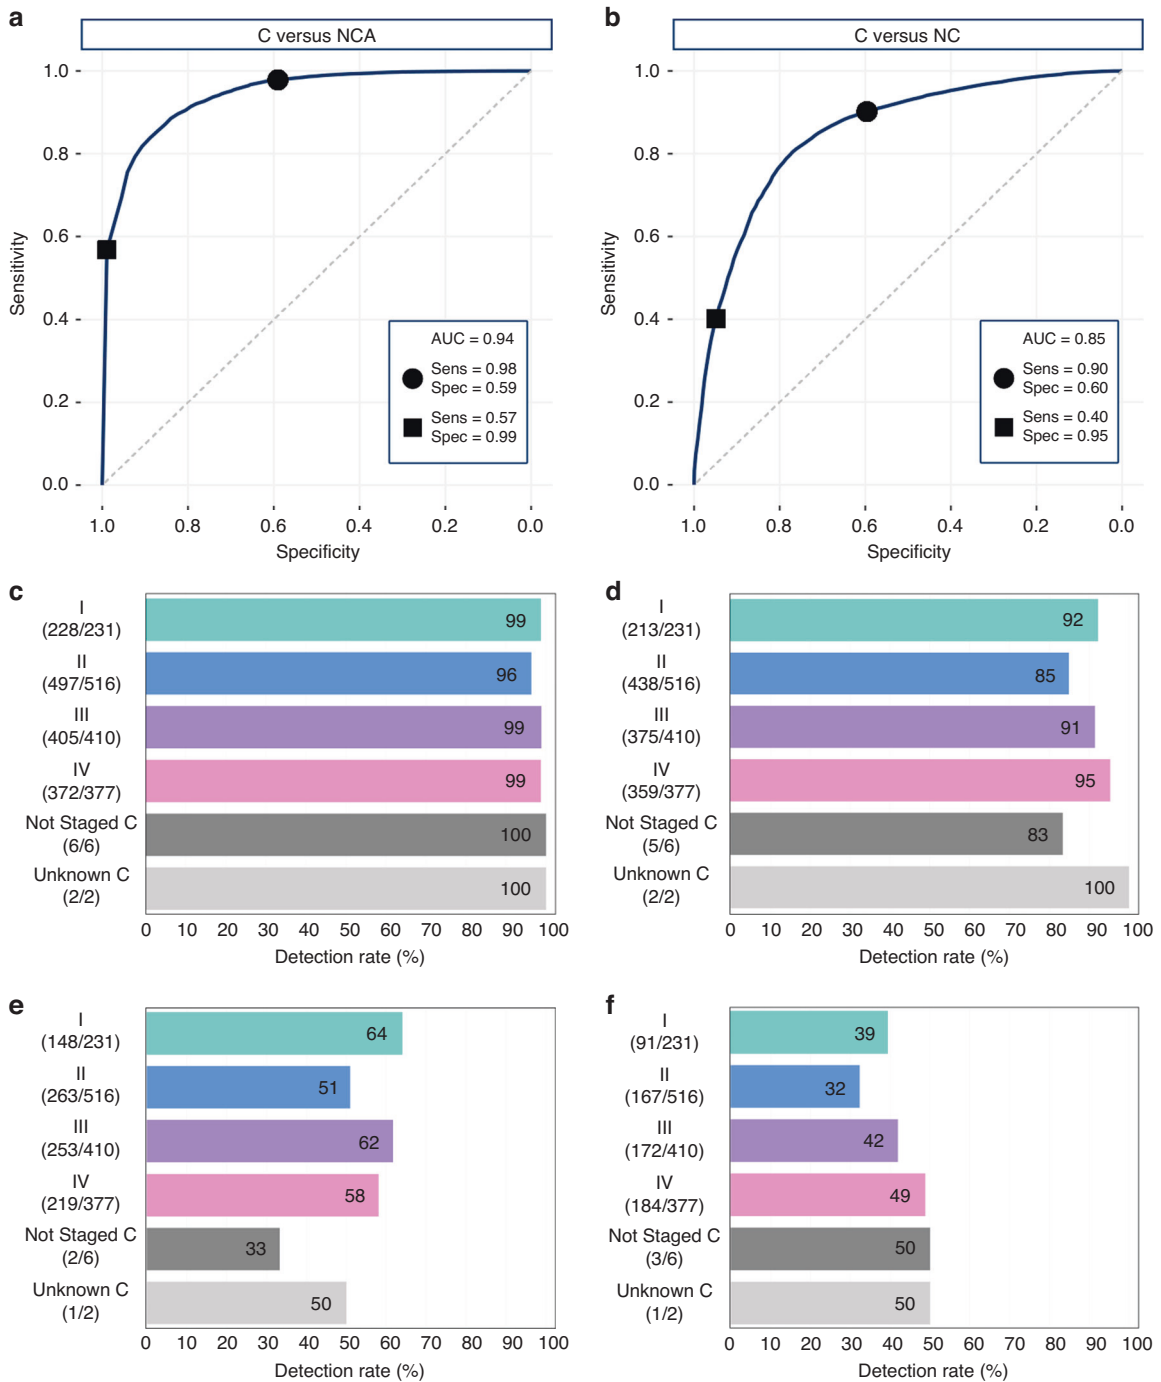 a
C versus NCA
1.0
0.8
0.6
0.4
0.2
0.0
Sensitivity
AUC = 0.94
Sens = 0.98
Spec = 0.59
Sens = 0.57
Spec = 0.99
1.0 0.8 0.6 0.4 0.2 0.0
Specificity
b
C versus NC
1.0
0.8
0.6
0.4
0.2
0.0
Sensitivity
AUC = 0.85
Sens = 0.90
Spec = 0.60
Sens = 0.40
Spec = 0.95
1.0 0.8 0.6 0.4 0.2 0.0
Specificity
c
I
(228/231)
99
II
(497/516)
96
III
(405/410)
99
IV
(372/377)
99
Not Staged C
(6/6)
100
Unknown C
(2/2)
100
0 10 20 30 40 50 60 70 80 90 100
Detection rate (%)
d
I
(213/231)
92
II
(438/516)
85
III
(375/410)
91
IV
(359/377)
95
Not Staged C
(5/6)
83
Unknown C
(2/2)
100
0 10 20 30 40 50 60 70 80 90 100
Detection rate (%)
e
I
(148/231)
64
II
(263/516)
51
III
(253/410)
62
IV
(219/377)
58
Not Staged C
(2/6)
33
Unknown C
(1/2)
50
0 10 20 30 40 50 60 70 80 90 100
Detection rate (%)
f
I
(91/231)
39
II
(167/516)
32
III
(172/410)
42
IV
(184/377)
49
Not Staged C
(3/6)
50
Unknown C
(1/2)
50
0 10 20 30 40 50 60 70 80 90 100
Detection rate (%)